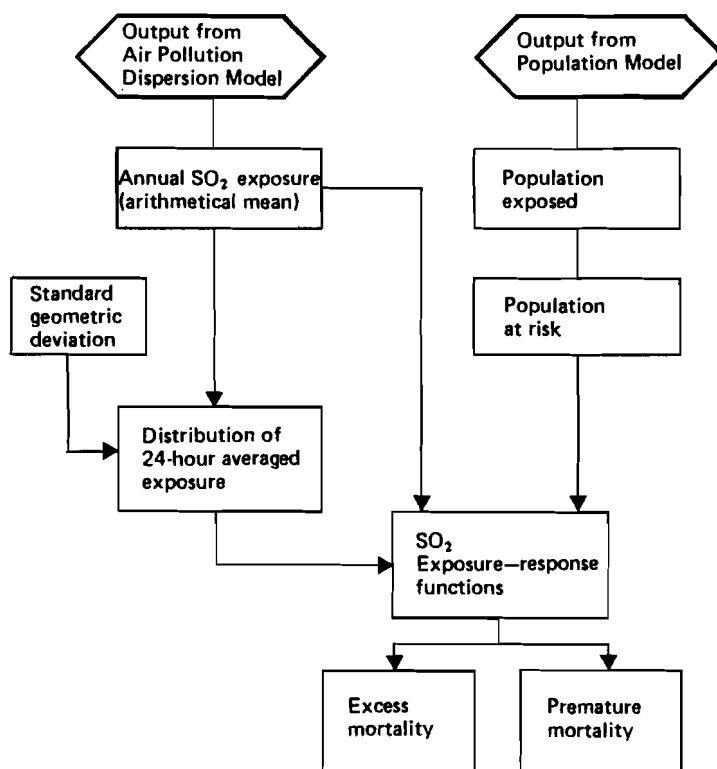 Output from
Air Pollution
Dispersion Model
Output from
Population Model
Annual SO₂ exposure
(arithmetical mean)
Population
exposed
Standard
geometric
deviation
Population
at risk
Distribution of
24-hour averaged
exposure
SO₂
Exposure—response
functions
Excess
mortality
Premature
mortality